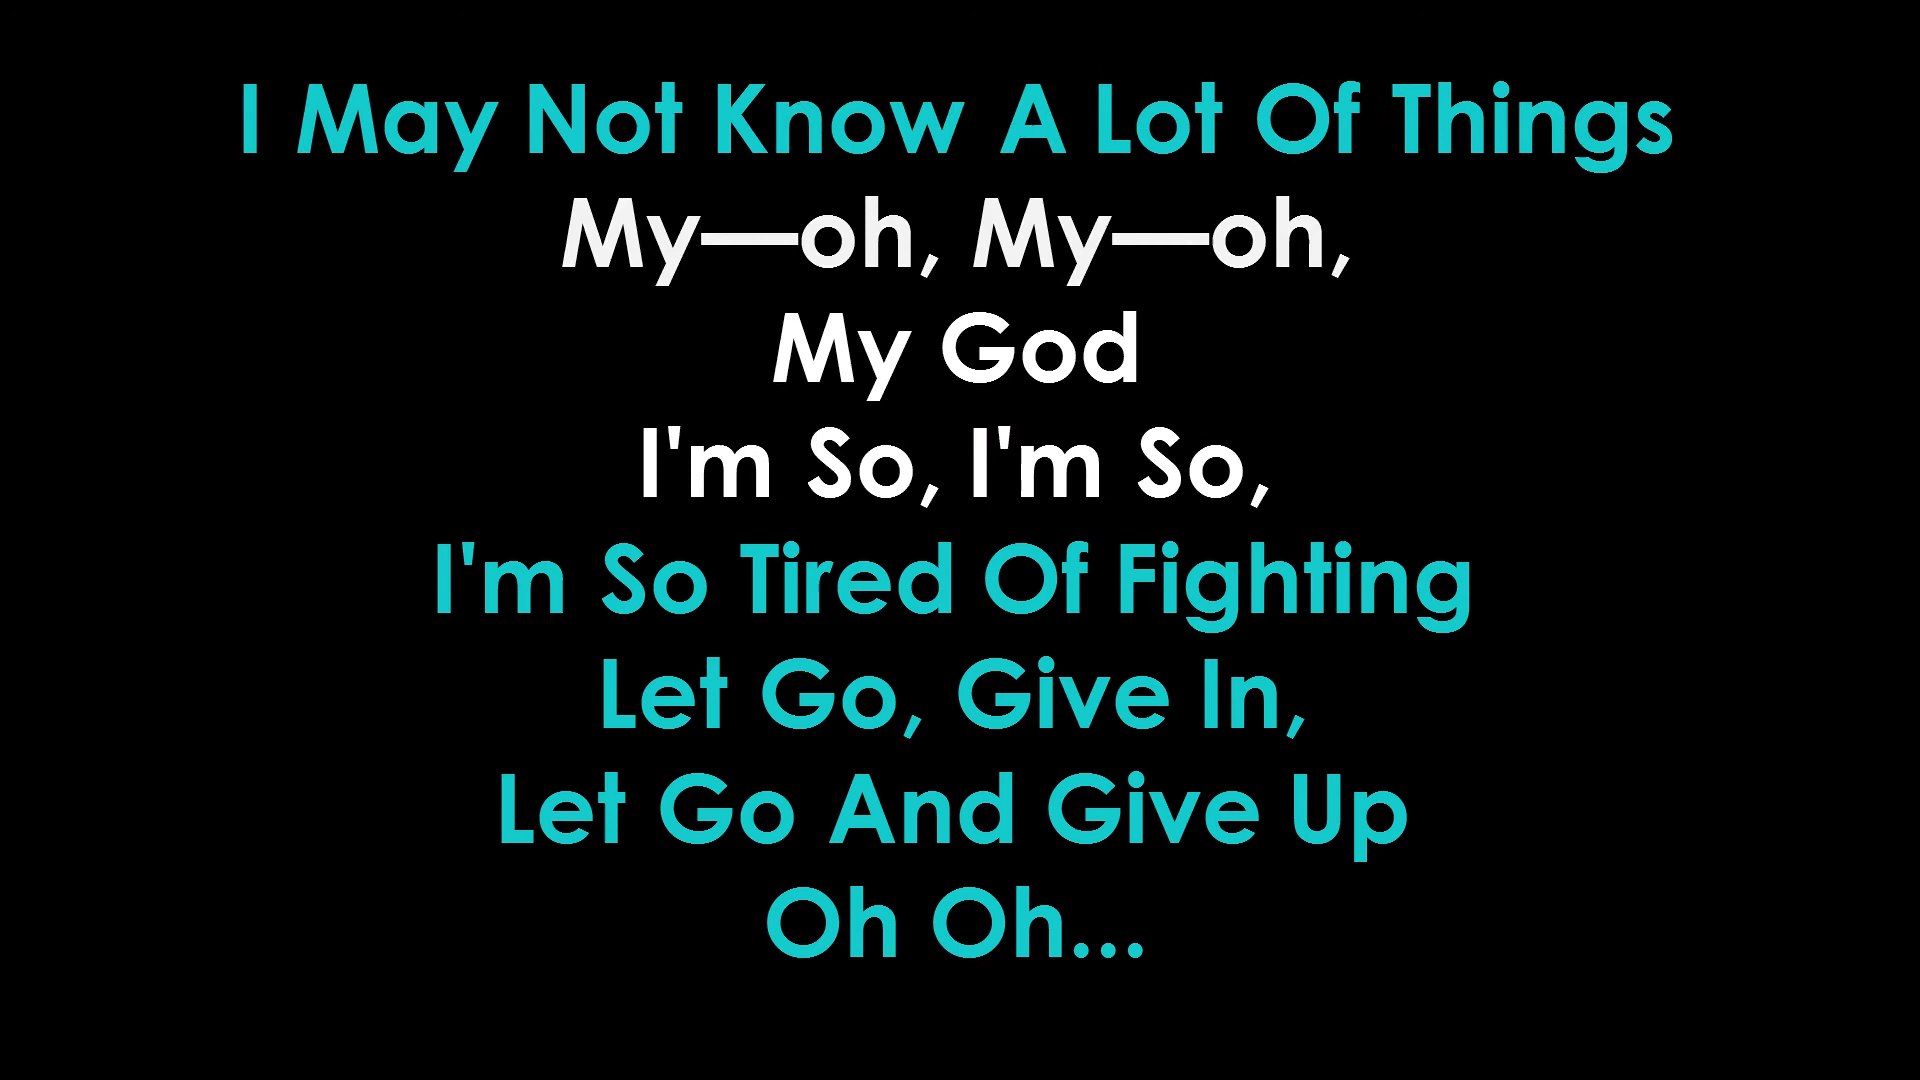 I May Not Know A Lot Of Things
My—oh, My—oh,
My God
I'm So, I'm So,
I'm So Tired Of Fighting
Let Go, Give In,
Let Go And Give Up
Oh Oh...